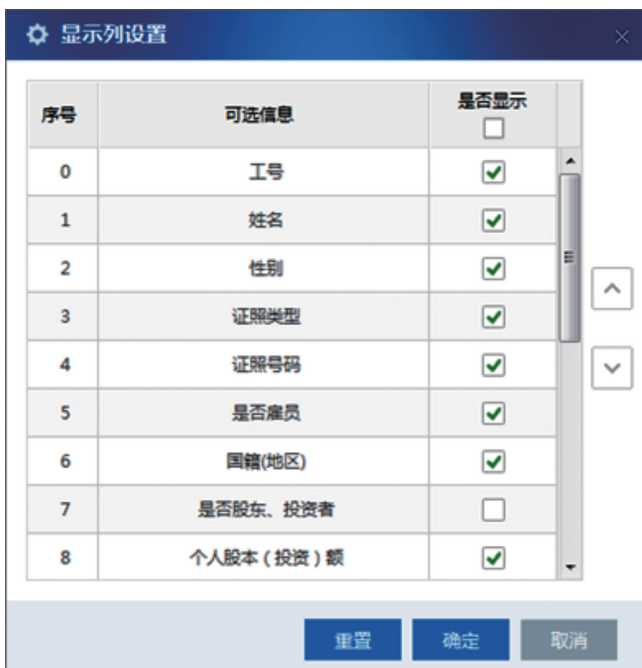 显示列设置
序号 可选信息 是否显示
0 工号
1 姓名
2 性别
3 证照类型
4 证照号码
5 是否雇员
6 国籍(地区)
7 是否股东、投资者
8 个人股本（投资）额
重置 确定 取消